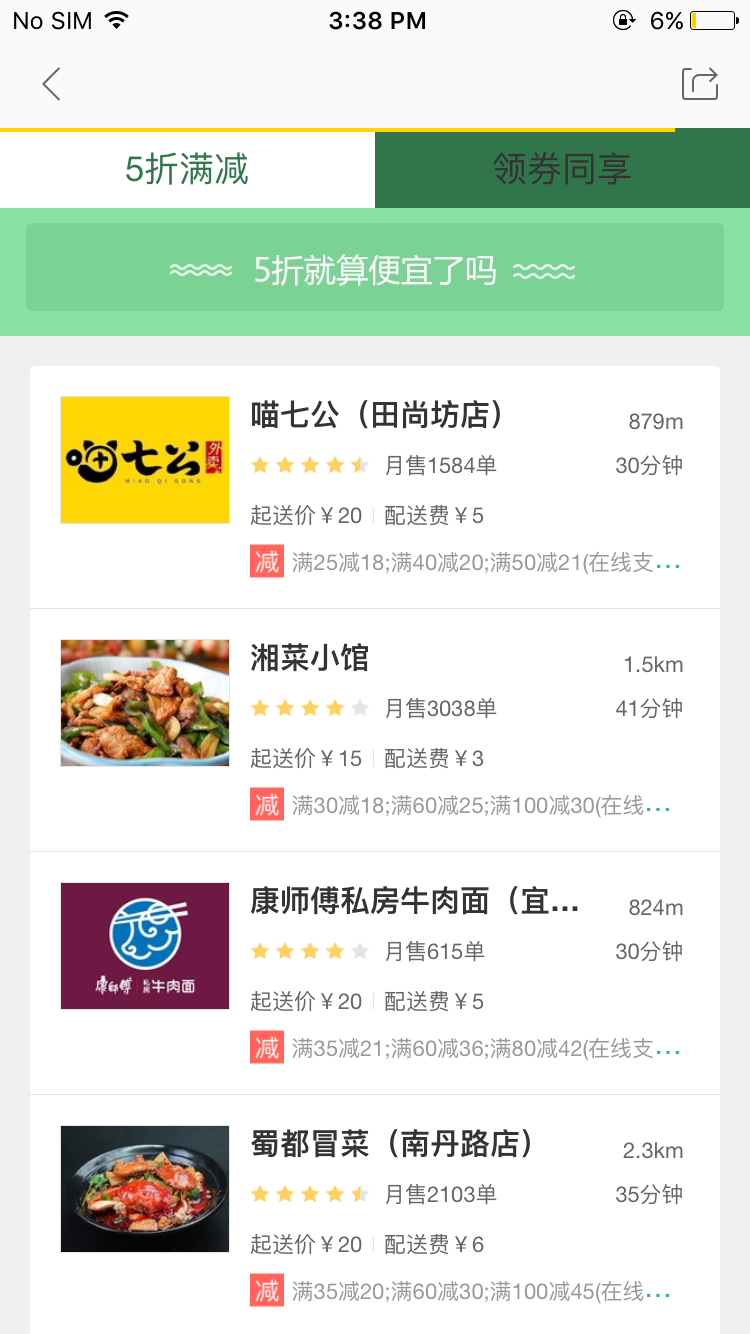 No SIM 3:38 PM 6%
5折满减 领券同享
5折就算便宜了吗
喵七公（田尚坊店） 879m
喵七公 外卖
MIAO QI GONG
月售1584单 30分钟
起送价￥20 配送费￥5
减 满25减18;满40减20;满50减21(在线支...
湘菜小馆 1.5km
月售3038单 41分钟
起送价￥15 配送费￥3
减 满30减18;满60减25;满100减30(在线...
康师傅私房牛肉面（宜... 824m
月售615单 30分钟
康师傅 私房 牛肉面
起送价￥20 配送费￥5
减 满35减21;满60减36;满80减42(在线支...
蜀都冒菜（南丹路店） 2.3km
月售2103单 35分钟
起送价￥20 配送费￥6
减 满35减20;满60减30;满100减45(在线...